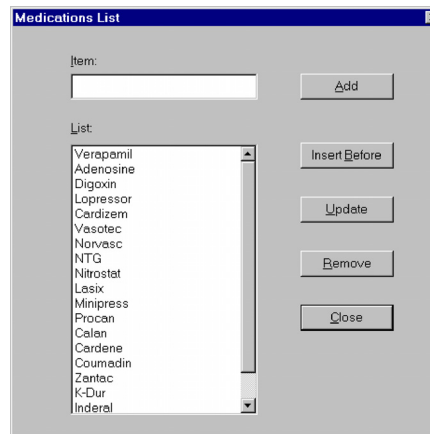 Medications List
Item:
Add
List:
Verapamil
Adenosine
Digoxin
Lopressor
Cardizem
Vasotec
Norvasc
NTG
Nitrostat
Lasix
Minipress
Procan
Calan
Cardene
Coumadin
Zantac
K-Dur
Inderal
Insert Before
Update
Remove
Close